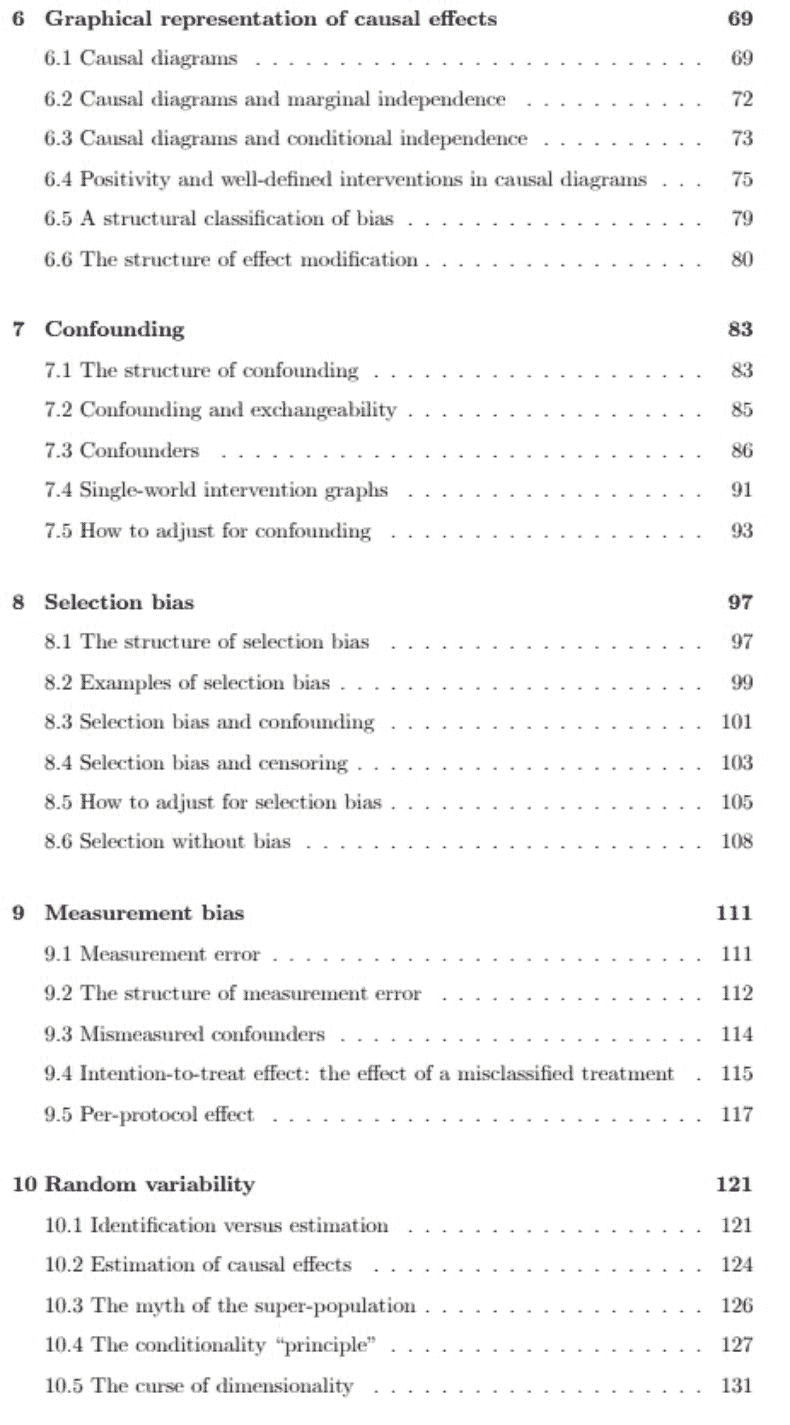 6 Graphical representation of causal effects 69
6.1 Causal diagrams . . . . . . . . . . . . . . . . . . . . . . . . . . . 69
6.2 Causal diagrams and marginal independence . . . . . . . . . . . 72
6.3 Causal diagrams and conditional independence . . . . . . . . . . 73
6.4 Positivity and well-defined interventions in causal diagrams . . . 75
6.5 A structural classification of bias . . . . . . . . . . . . . . . . . . 79
6.6 The structure of effect modification . . . . . . . . . . . . . . . . . 80
7 Confounding 83
7.1 The structure of confounding . . . . . . . . . . . . . . . . . . . . 83
7.2 Confounding and exchangeability . . . . . . . . . . . . . . . . . . 85
7.3 Confounders . . . . . . . . . . . . . . . . . . . . . . . . . . . . . 86
7.4 Single-world intervention graphs . . . . . . . . . . . . . . . . . . 91
7.5 How to adjust for confounding . . . . . . . . . . . . . . . . . . . 93
8 Selection bias 97
8.1 The structure of selection bias . . . . . . . . . . . . . . . . . . . 97
8.2 Examples of selection bias . . . . . . . . . . . . . . . . . . . . . . 99
8.3 Selection bias and confounding . . . . . . . . . . . . . . . . . . . 101
8.4 Selection bias and censoring . . . . . . . . . . . . . . . . . . . . . 103
8.5 How to adjust for selection bias . . . . . . . . . . . . . . . . . . . 105
8.6 Selection without bias . . . . . . . . . . . . . . . . . . . . . . . . 108
9 Measurement bias 111
9.1 Measurement error . . . . . . . . . . . . . . . . . . . . . . . . . . 111
9.2 The structure of measurement error . . . . . . . . . . . . . . . . 112
9.3 Mismeasured confounders . . . . . . . . . . . . . . . . . . . . . . 114
9.4 Intention-to-treat effect: the effect of a misclassified treatment . 115
9.5 Per-protocol effect . . . . . . . . . . . . . . . . . . . . . . . . . . 117
10 Random variability 121
10.1 Identification versus estimation . . . . . . . . . . . . . . . . . . 121
10.2 Estimation of causal effects . . . . . . . . . . . . . . . . . . . . 124
10.3 The myth of the super-population . . . . . . . . . . . . . . . . . 126
10.4 The conditionality “principle” . . . . . . . . . . . . . . . . . . . 127
10.5 The curse of dimensionality . . . . . . . . . . . . . . . . . . . . 131